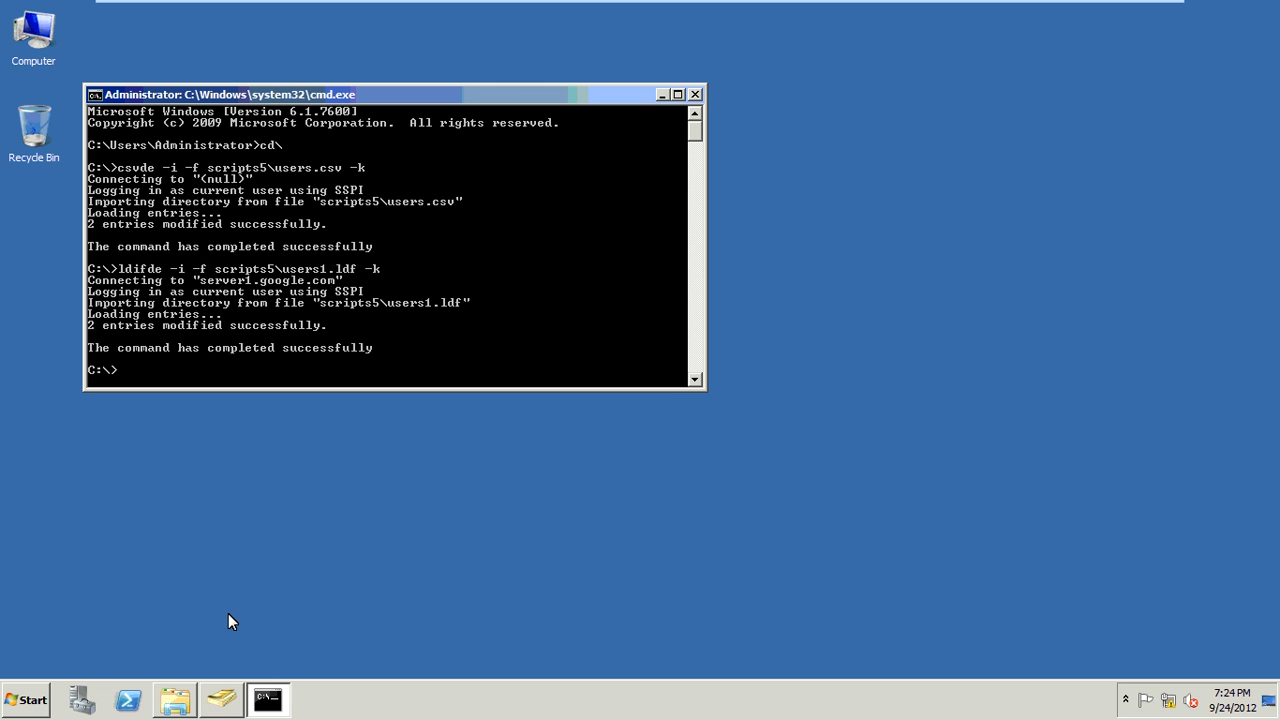 Computer
Recycle Bin
Administrator: C:\Windows\system32\cmd.exe
Microsoft Windows [Version 6.1.7600]
Copyright (c) 2009 Microsoft Corporation.  All rights reserved.
C:\Users\Administrator>cd\
C:\>csvde -i -f scripts5\users.csv -k
Connecting to "(null)"
Logging in as current user using SSPI
Importing directory from file "scripts5\users.csv"
Loading entries...
2 entries modified successfully.
The command has completed successfully
C:\>ldifde -i -f scripts5\users1.ldf -k
Connecting to "server1.google.com"
Logging in as current user using SSPI
Importing directory from file "scripts5\users1.ldf"
Loading entries...
2 entries modified successfully.
The command has completed successfully
C:\>
Start
7:24 PM
9/24/2012